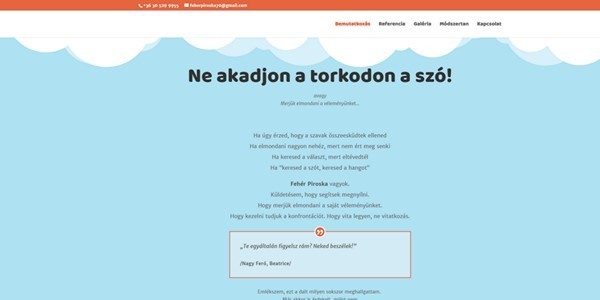 +36 30 529 9955 feherpiroska70@gmail.com
Bemutatkozás Referencia Galéria Módszertan Kapcsolat
Ne akadjon a torkodon a szó!
avagy
Merjük elmondani a véleményünket...
Ha úgy érzed, hogy a szavak összeesküdtek ellened
Ha elmondani nagyon nehéz, mert nem ért meg senki
Ha keresed a választ, mert eltévedtél
Ha "keresed a szót, keresed a hangot"
Fehér Piroska vagyok.
Küldetésem, hogy segítsek megnyílni.
Hogy merjük elmondani a saját véleményünket.
Hogy kezelni tudjuk a konfrontációt. Hogy vita legyen, ne vitatkozás.
„Te egyáltalán figyelsz rám? Neked beszélek!"
/Nagy Feró, Beatrice/
Emlékszem, ezt a dalt milyen sokszor meghallgattam.